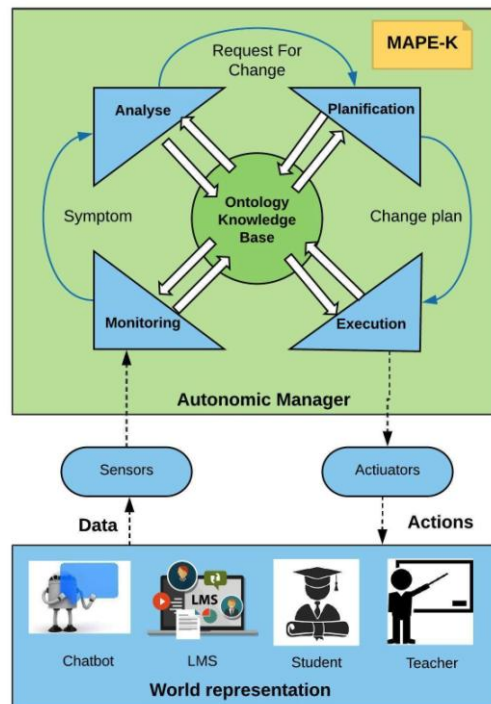 MAPE-K
Request For
Change
Analyse
Planification
Ontology
Knowledge
Base
Symptom
Change plan
Monitoring
Execution
Autonomic Manager
Sensors
Actiuators
Data
Actions
LMS
Chatbot
LMS
Student
Teacher
World representation